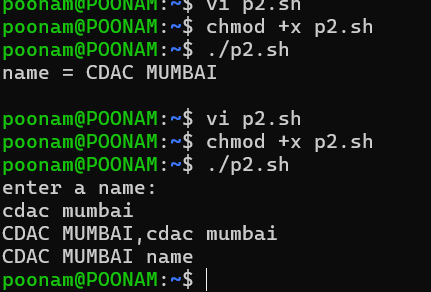 poonam@POONAM:~$ vi p2.sh
poonam@POONAM:~$ chmod +x p2.sh
poonam@POONAM:~$ ./p2.sh
name = CDAC MUMBAI
poonam@POONAM:~$ vi p2.sh
poonam@POONAM:~$ chmod +x p2.sh
poonam@POONAM:~$ ./p2.sh
enter a name:
cdac mumbai
CDAC MUMBAI,cdac mumbai
CDAC MUMBAI name
poonam@POONAM:~$